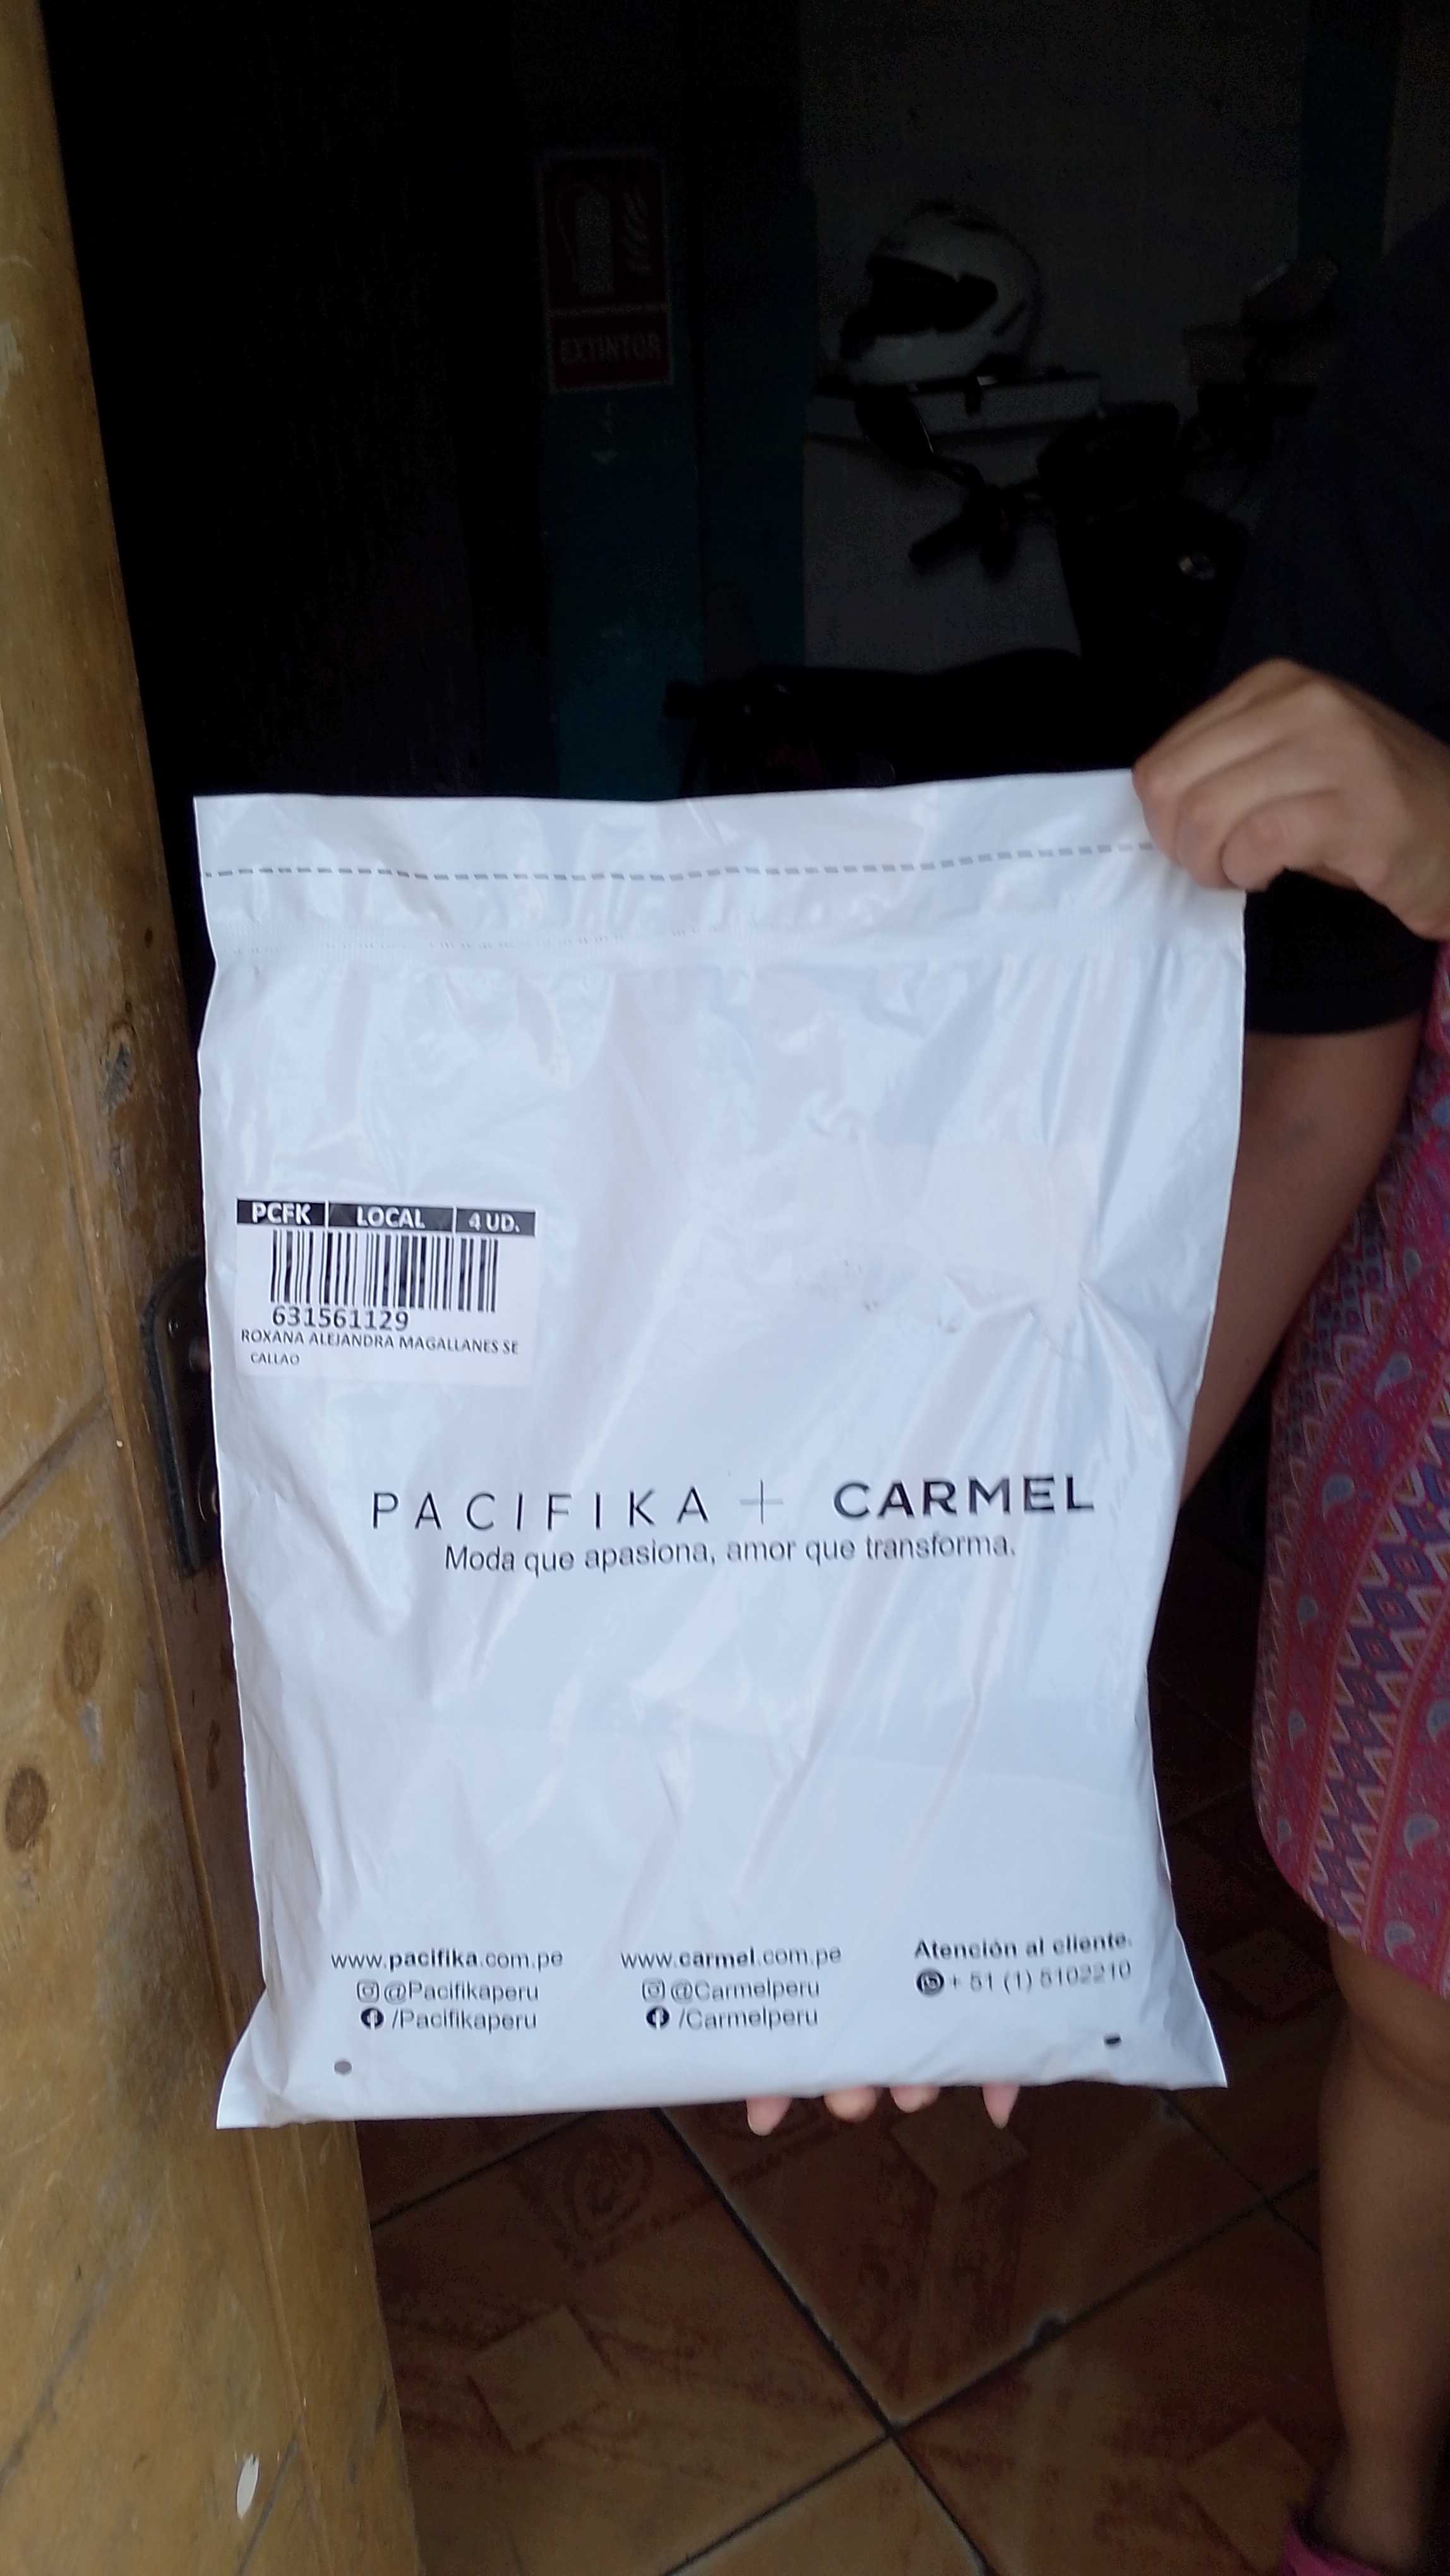 EXTINTOR
PCFK LOCAL 4 UD.
631561129
ROXANA ALEJANDRA MAGALLANES SE
CALLAO
PACIFIKA + CARMEL
Moda que apasiona, amor que transforma.
www.pacifika.com.pe www.carmel.com.pe Atención al cliente.
@Pacifikaperu @Carmelperu + 51 (1) 5102210
/Pacifikaperu /Carmelperu